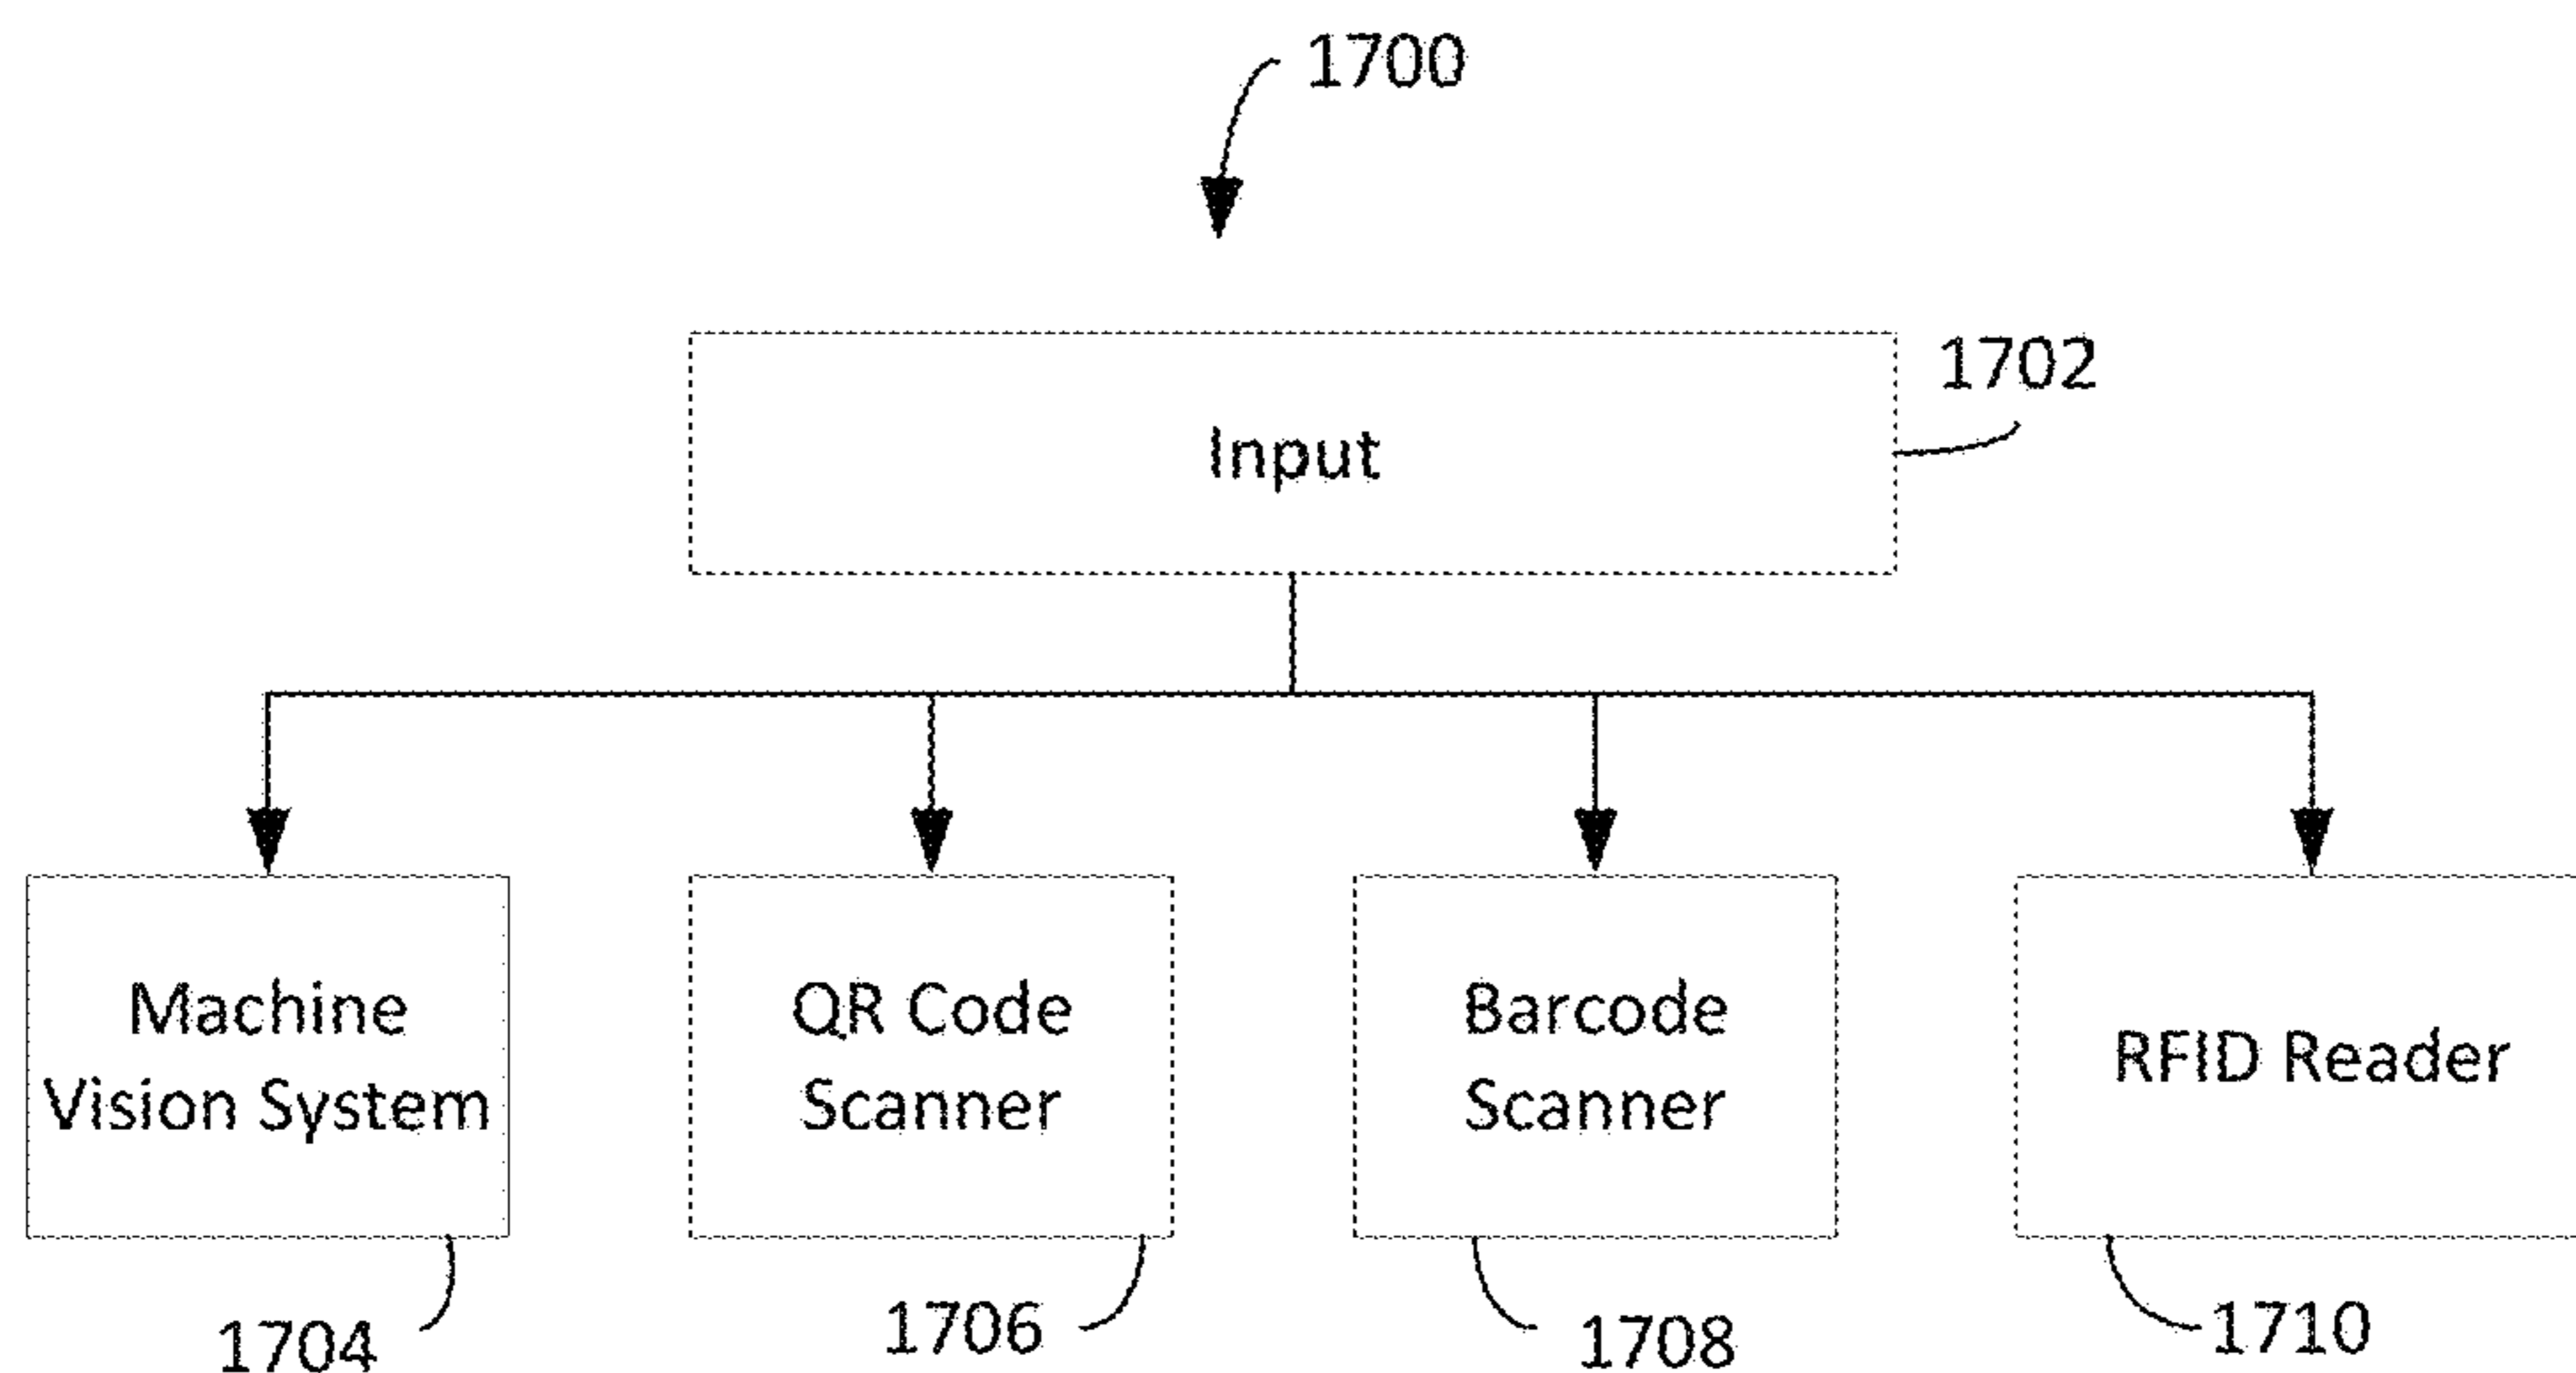 1700
1702
Input
Machine
Vision System
QR Code
Scanner
Barcode
Scanner
RFID Reader
1704
1706
1708
1710